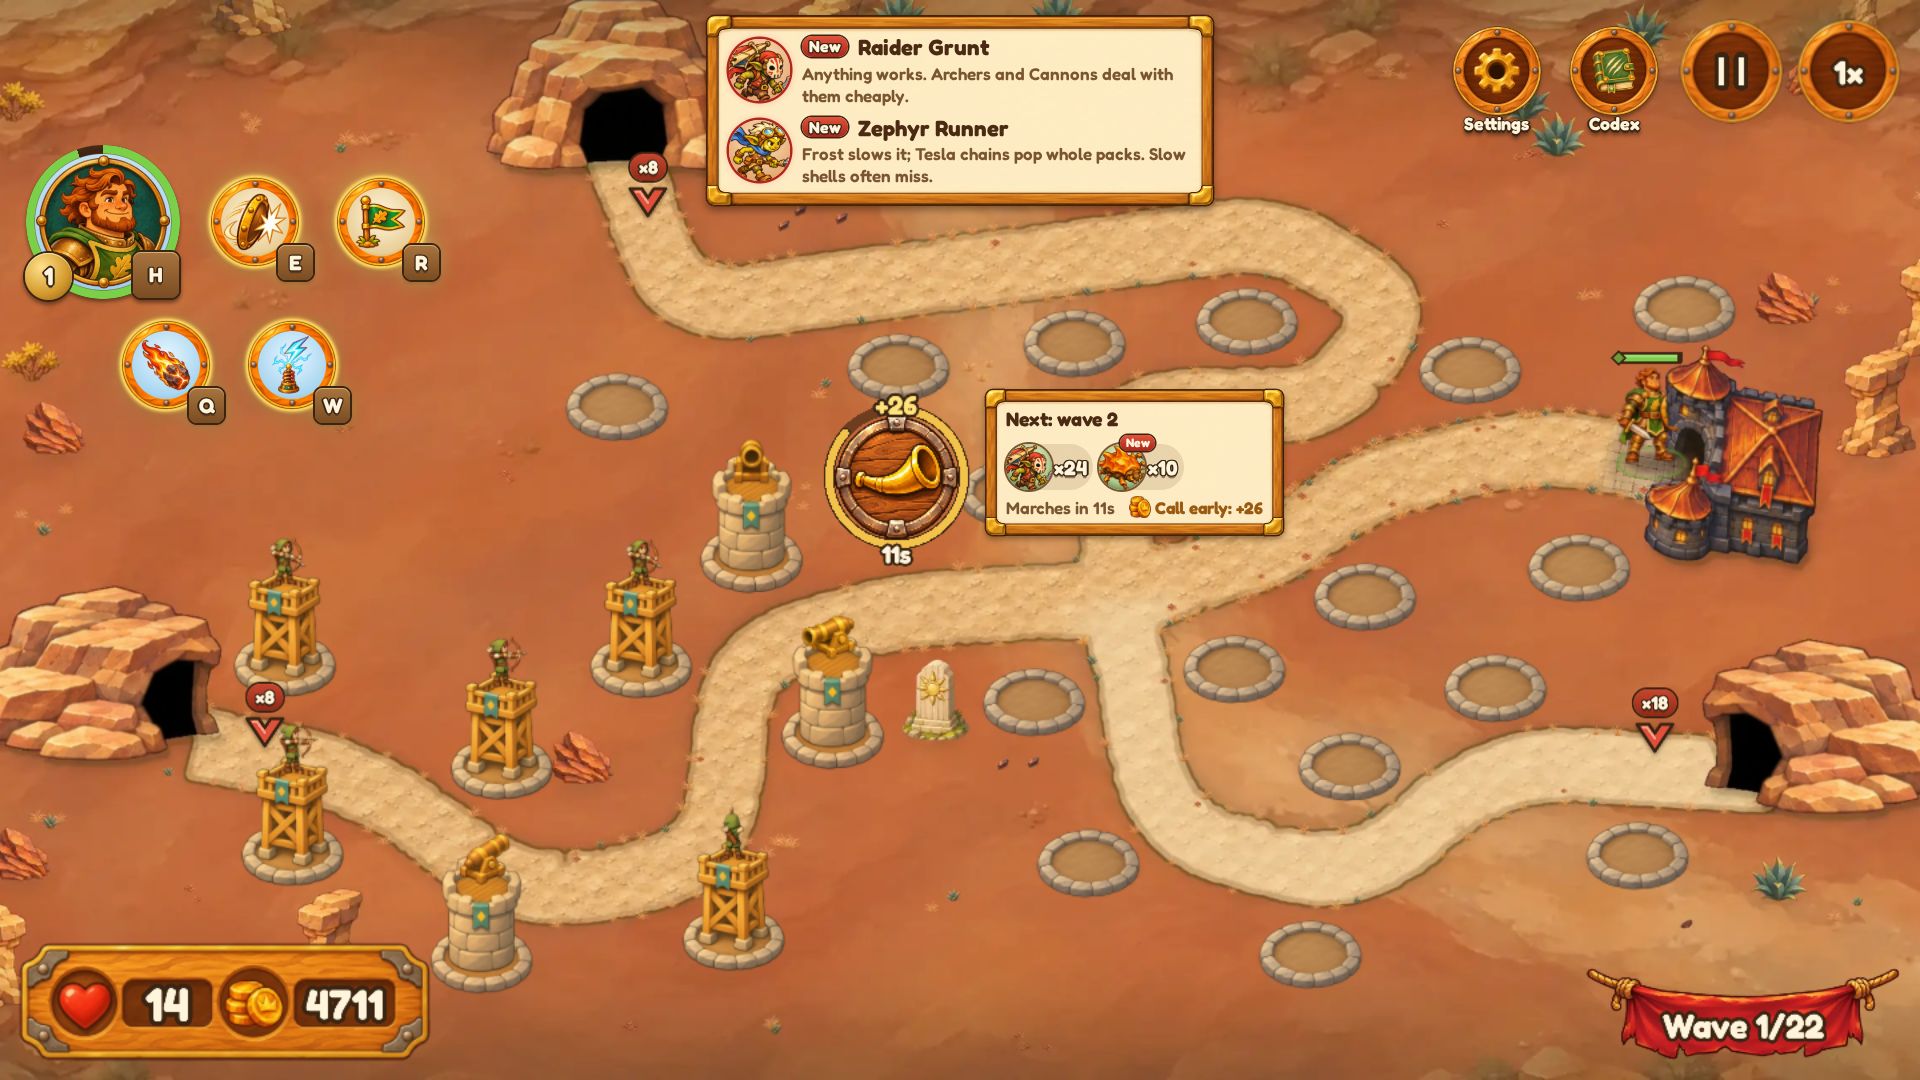 New Raider Grunt
Anything works. Archers and Cannons deal with
them cheaply.
New Zephyr Runner
Frost slows it; Tesla chains pop whole packs. Slow
shells often miss.
Settings
Codex
1x
x8
1
H
E
R
Q
W
+26
11s
Next: wave 2
x24
New
x10
Marches in 11s
Call early: +26
x8
x18
14
4711
Wave 1/22